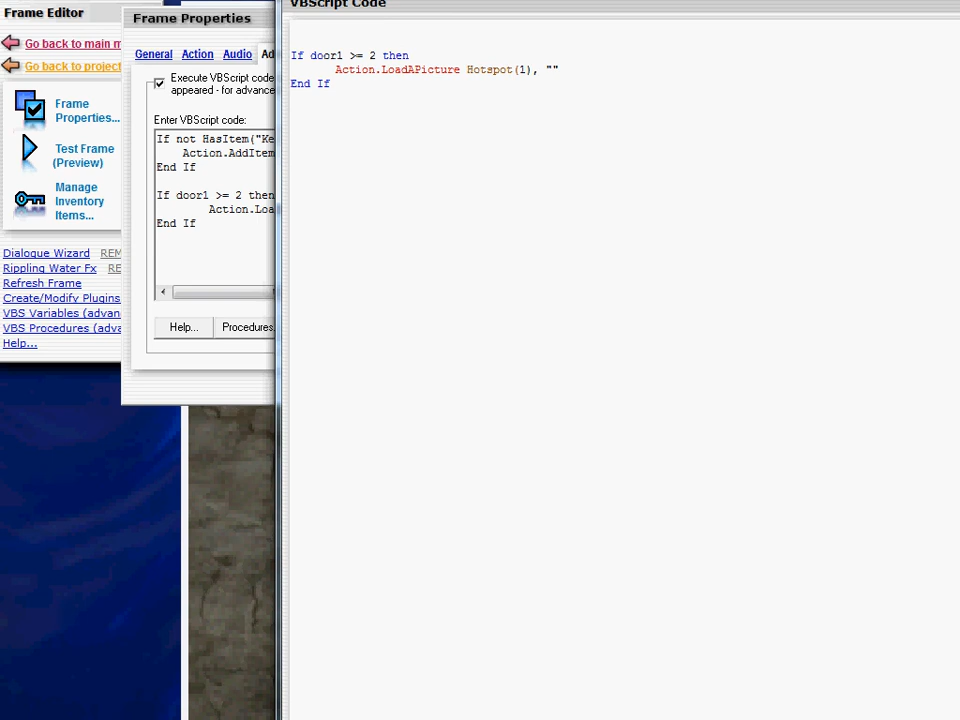 Frame Editor
Go back to main m
Go back to project
Frame
Properties...
Test Frame
(Preview)
Manage
Inventory
Items...
Dialogue Wizard REM
Rippling Water Fx RE
Refresh Frame
Create/Modify Plugins
VBS Variables (advan
VBS Procedures (adva
Help...
Frame Properties
General Action Audio Ad
Execute VBScript code
appeared - for advance
Enter VBScript code:
If not HasItem("Ke
Action.AddItem
End If
If door1 >= 2 then
Action.Loa
End If
Help... Procedures.
VBScript Code
If door1 >= 2 then
Action.LoadAPicture Hotspot(1), ""
End If